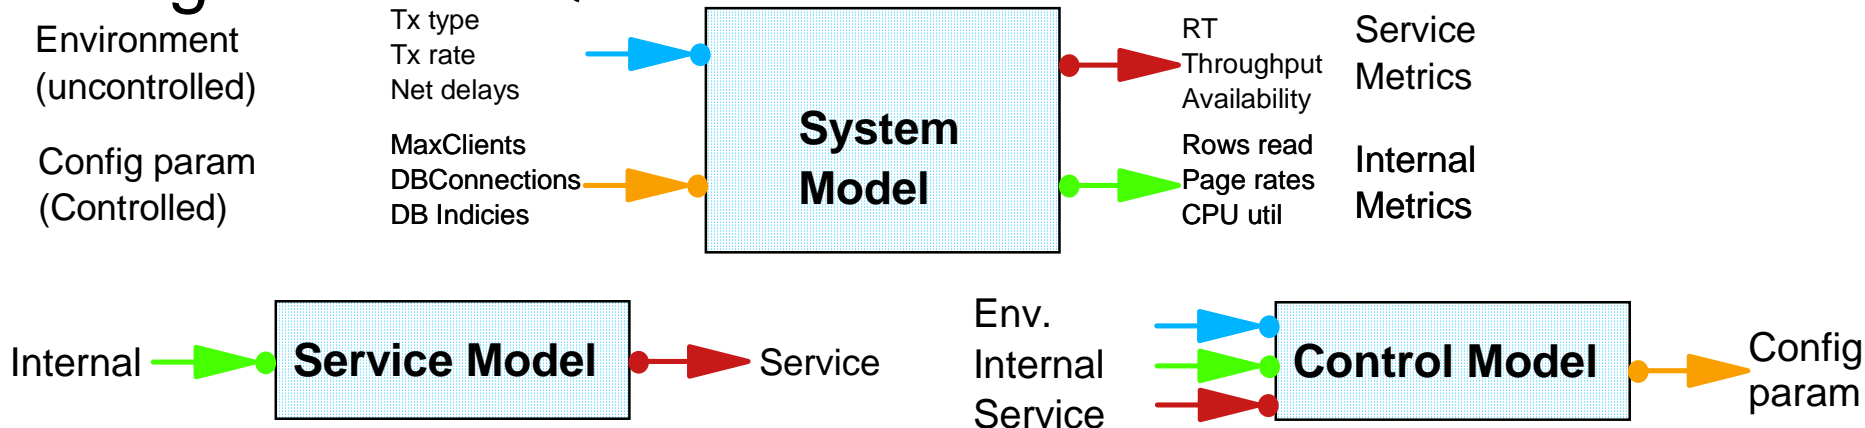 Environment
(uncontrolled)
Tx type
Tx rate
Net delays
RT
Throughput
Availability
Service
Metrics
Config param
(Controlled)
MaxClients
DBConnections
DB Indicies
System
Model
Rows read
Page rates
CPU util
Internal
Metrics
Internal
Service Model
Service
Env.
Internal
Service
Control Model
Config
param